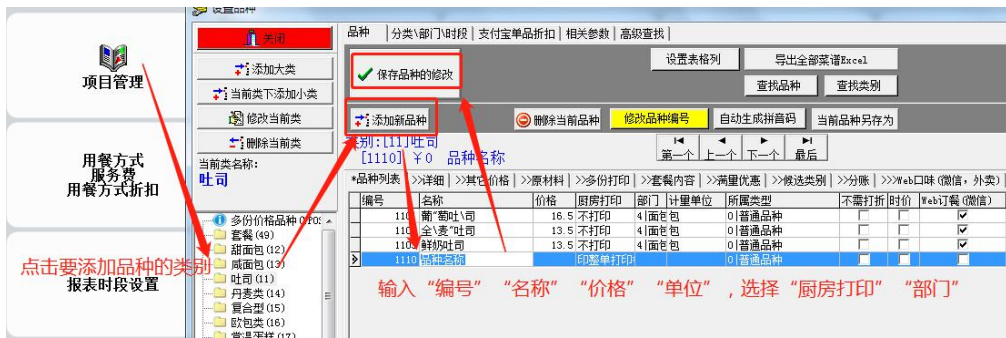 设置品种
项目管理
用餐方式
服务费
用餐方式折扣
报表时段设置
关闭
添加大类
当前类下添加小类
修改当前类
删除当前类
当前类名称:
吐司
多份价格品种
套餐(49)
甜面包(12)
咸面包(13)
吐司(11)
丹麦类(14)
复合型(15)
欧包类(16)
常温蛋糕(17)
点击要添加品种的类别
品种 分类\部门\时段 支付宝单品折扣 相关参数 高级查找
保存品种的修改
设置表格列 导出全部菜谱Excel
查找品种 查找类别
添加新品种 删除当前品种 修改品种编号 自动生成拼音码 当前品种另存为
类别:[11]吐司
[1110] ¥0 品种名称
第一个 上一个 下一个 最后
*品种列表 >>详细 >>其它价格 >>原材料 >>多份打印 >>套餐内容 >>满量优惠 >>候选类别 >>分账 >>>Web口味(微信，外卖)
编号 名称 价格 厨房打印 部门 计量单位 所属类型 不需打折 时价 Web订餐(微信)
葡"萄吐\司 16.5 不打印 4|面包 包 0|普通品种
全\麦"吐司 13.5 不打印 4|面包 包 0|普通品种
鲜奶吐司 13.5 不打印 4|面包 包 0|普通品种
1110 品种名称 印整单打印 0|普通品种
输入“编号” “名称” “价格” “单位”，选择“厨房打印” “部门”